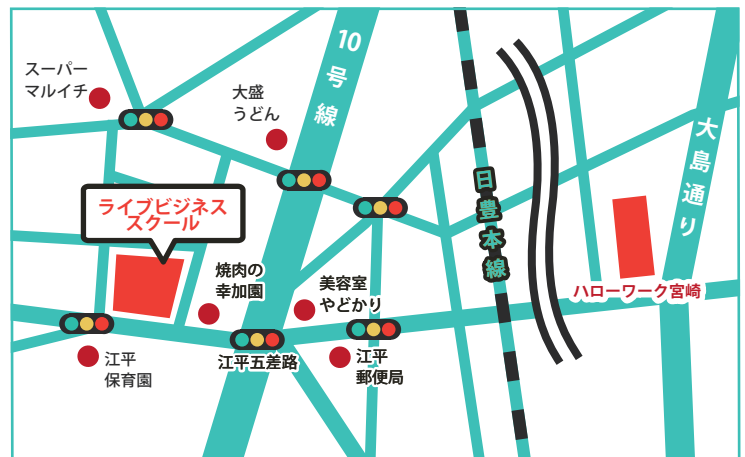 スーパー
マルイチ
大盛
うどん
10号線
大島通り
日豊本線
ライブビジネス
スクール
焼肉の
幸加園
美容室
やどかり
ハローワーク宮崎
江平五差路
江平
郵便局
江平
保育園